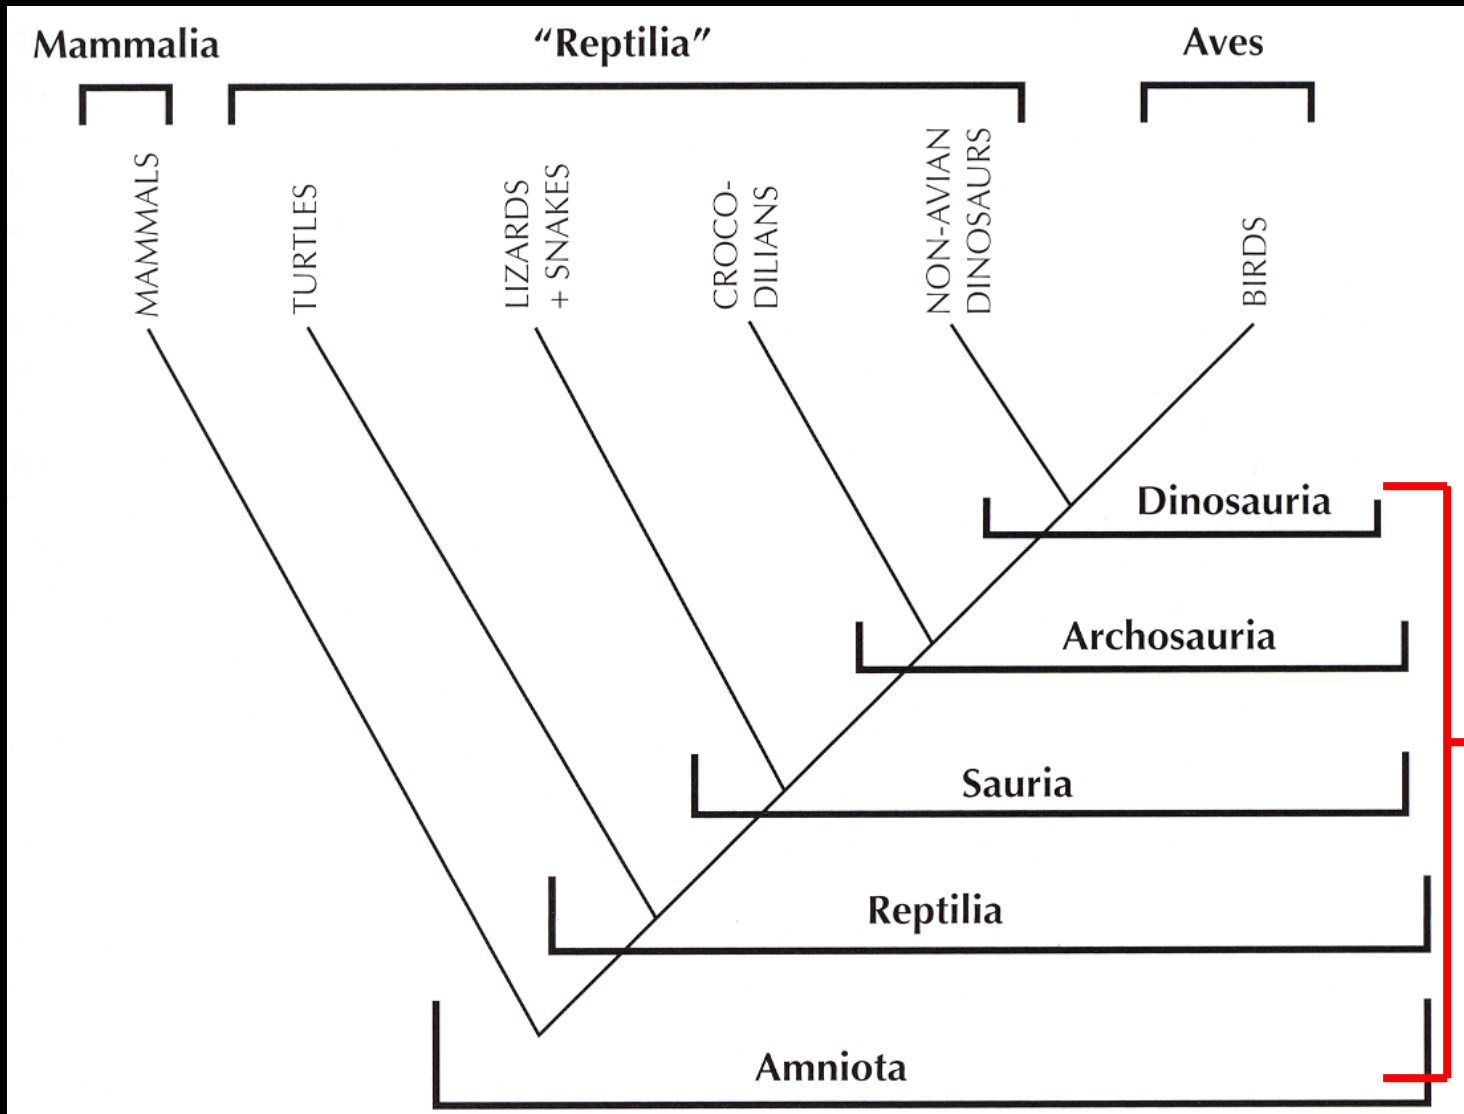 Mammalia
“Reptilia”
Aves
MAMMALS
TURTLES
LIZARDS
+ SNAKES
CROCO-
DILIANS
NON-AVIAN
DINOSAURS
BIRDS
Dinosauria
Archosauria
Sauria
Reptilia
Amniota